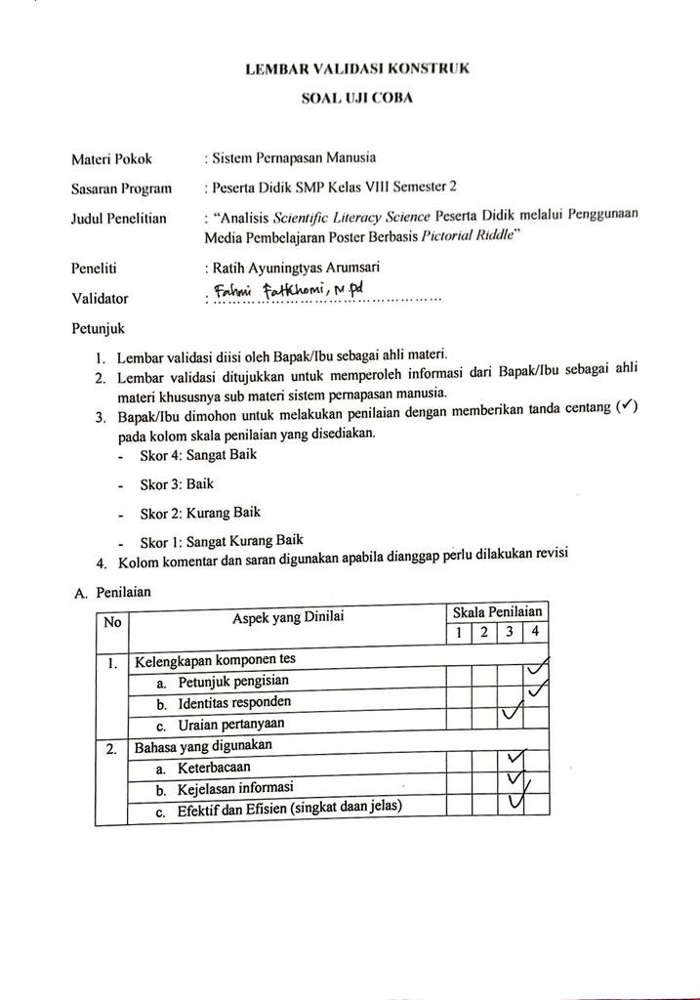 LEMBAR VALIDASI KONSTRUK
SOAL UJI COBA
Materi Pokok : Sistem Pernapasan Manusia
Sasaran Program : Peserta Didik SMP Kelas VIII Semester 2
Judul Penelitian : “Analisis Scientific Literacy Science Peserta Didik melalui Penggunaan
Media Pembelajaran Poster Berbasis Pictorial Riddle”
Peneliti : Ratih Ayuningtyas Arumsari
Validator : Fahmi Fatkhomi, M Pd
Petunjuk
1. Lembar validasi diisi oleh Bapak/Ibu sebagai ahli materi.
2. Lembar validasi ditujukkan untuk memperoleh informasi dari Bapak/Ibu sebagai ahli
materi khususnya sub materi sistem pernapasan manusia.
3. Bapak/Ibu dimohon untuk melakukan penilaian dengan memberikan tanda centang (✓)
pada kolom skala penilaian yang disediakan.
- Skor 4: Sangat Baik
- Skor 3: Baik
- Skor 2: Kurang Baik
- Skor 1: Sangat Kurang Baik
4. Kolom komentar dan saran digunakan apabila dianggap perlu dilakukan revisi
A. Penilaian
No Aspek yang Dinilai Skala Penilaian
1 2 3 4
1. Kelengkapan komponen tes
a. Petunjuk pengisian ✓
b. Identitas responden ✓
c. Uraian pertanyaan ✓
2. Bahasa yang digunakan
a. Keterbacaan ✓
b. Kejelasan informasi ✓
c. Efektif dan Efisien (singkat daan jelas) ✓